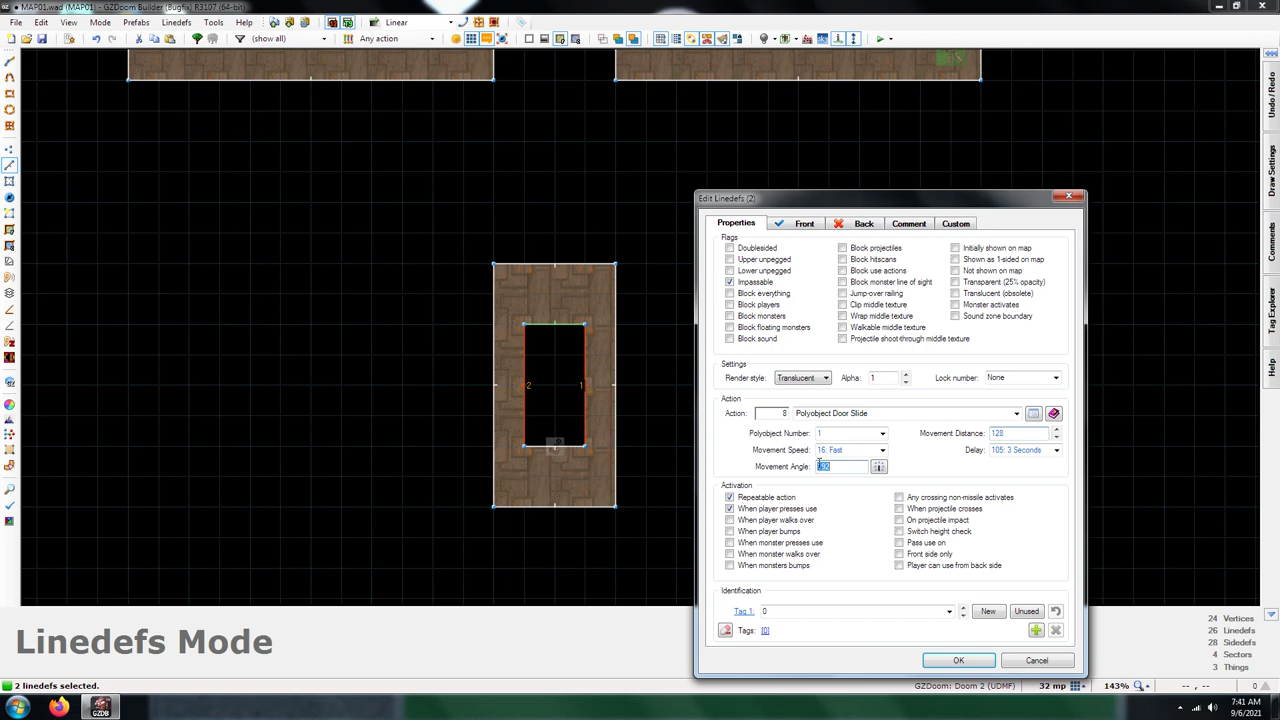 MAP01.wad (MAP01) - GZDoom Builder (Bugfix) R3107 (64-bit)
File Edit View Mode Prefabs Linedefs Tools Help Linear
(show all) Any action
Undo / Redo
Draw Settings
Comments
Tag Explorer
Help
Edit Linedefs (2)
Properties Front Back Comment Custom
Flags
Doublesided Block projectiles Initially shown on map
Upper unpegged Block hitscans Shown as 1-sided on map
Lower unpegged Block use actions Not shown on map
Impassable Block monster line of sight Transparent (25% opacity)
Block everything Jump-over railing Translucent (obsolete)
Block players Clip middle texture Monster activates
Block monsters Wrap middle texture Sound zone boundary
Block floating monsters Walkable middle texture
Block sound Projectile shoot-through middle texture
Settings
Render style: Translucent Alpha: 1 Lock number: None
Action
Action: 8 Polyobject Door Slide
Polyobject Number: 1 Movement Distance: 128
Movement Speed: 16: Fast Delay: 105: 3 Seconds
Movement Angle: 192
2 1
Activation
Repeatable action Any crossing non-missile activates
When player presses use When projectile crosses
When player walks over On projectile impact
When player bumps Switch height check
When monster presses use Pass use on
When monster walks over Front side only
When monsters bumps Player can use from back side
Identification
Tag 1: 0 New Unused
Tags: [0]
OK Cancel
Linedefs Mode
24 Vertices
26 Linedefs
28 Sidedefs
4 Sectors
3 Things
2 linedefs selected.
GZDoom: Doom 2 (UDMF) 32 mp 143% -- , --
GZDB
7:41 AM
9/6/2021